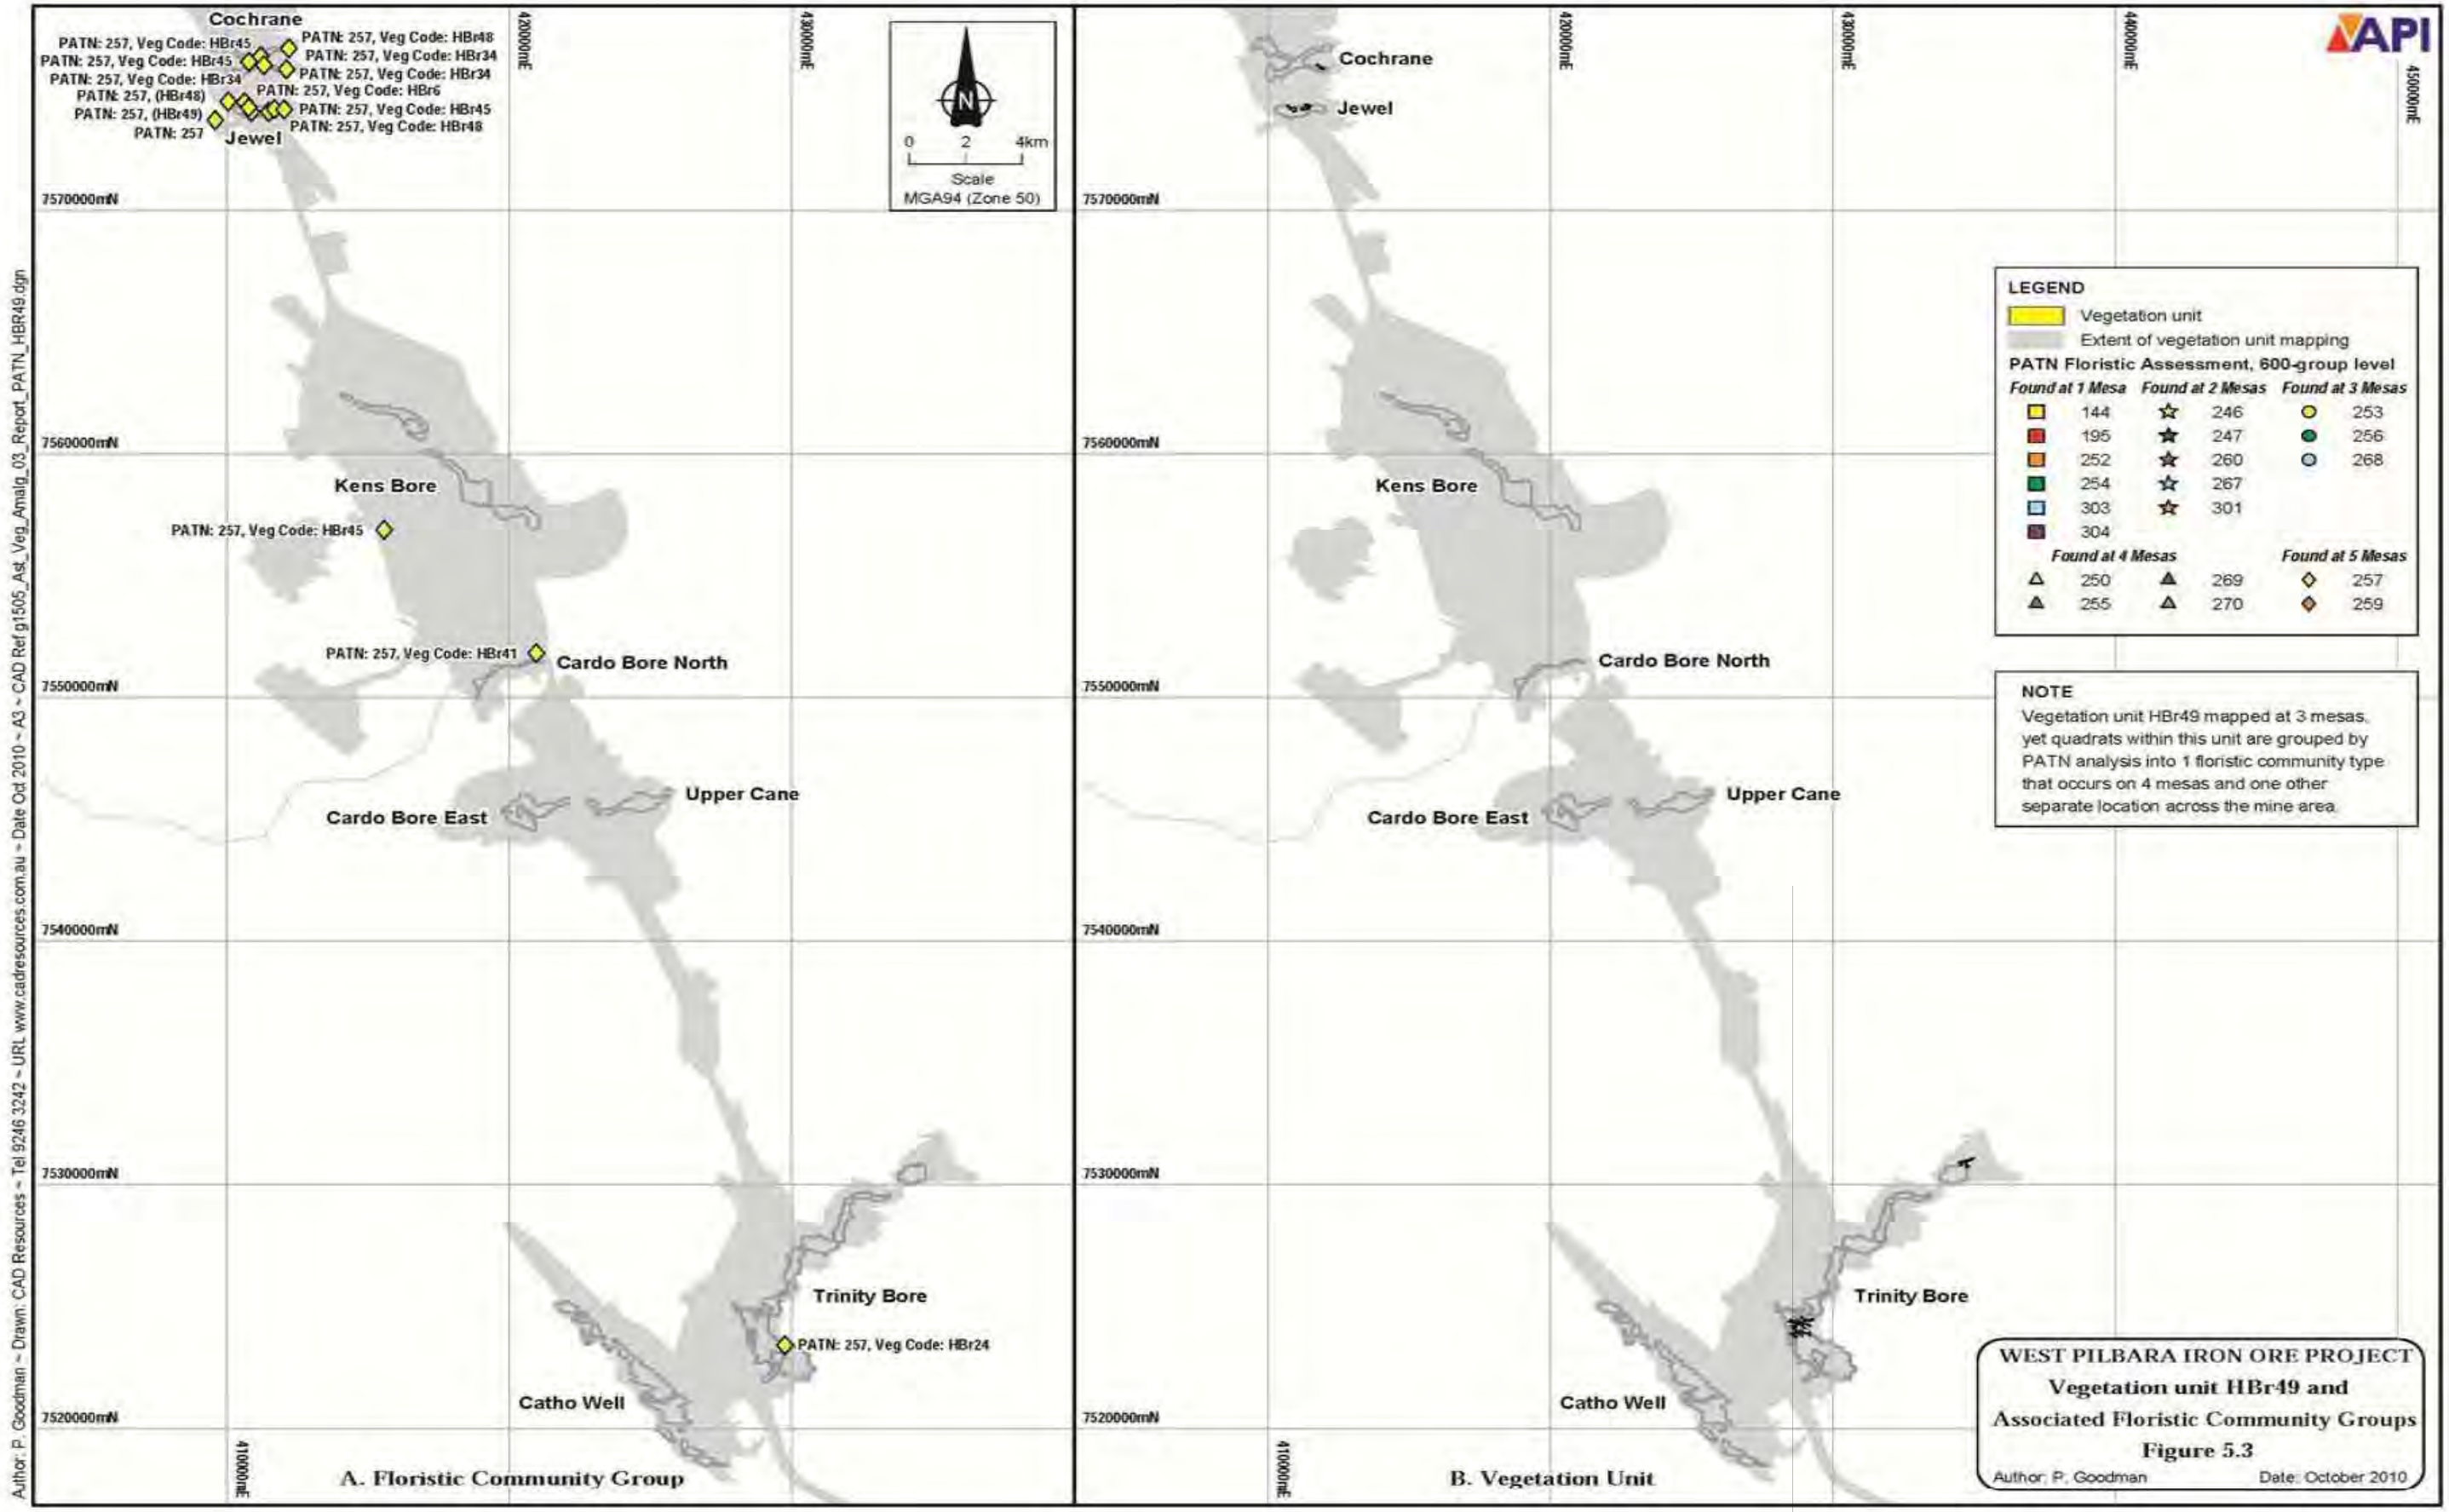 Cochrane
PATN: 257, Veg Code: HBr45
PATN: 257, Veg Code: HBr48
PATN: 257, Veg Code: HBr45
PATN: 257, Veg Code: HBr34
PATN: 257, Veg Code: HBr34
PATN: 257, Veg Code: HBr34
PATN: 257, (HBr48)
PATN: 257, Veg Code: HBr6
PATN: 257, (HBr49)
PATN: 257, Veg Code: HBr45
PATN: 257
PATN: 257, Veg Code: HBr48
Jewel
420000mE
430000mE
N
0 2 4km
Scale
MGA94 (Zone 50)
7570000mN
7560000mN
Kens Bore
PATN: 257, Veg Code: HBr45
PATN: 257, Veg Code: HBr41
Cardo Bore North
7550000mN
Upper Cane
Cardo Bore East
7540000mN
7530000mN
Trinity Bore
PATN: 257, Veg Code: HBr24
Catho Well
7520000mN
410000mE
A. Floristic Community Group
420000mE
430000mE
440000mE
450000mE
API
Cochrane
Jewel
7570000mN
7560000mN
Kens Bore
Cardo Bore North
7550000mN
Upper Cane
Cardo Bore East
7540000mN
7530000mN
Trinity Bore
Catho Well
7520000mN
410000mE
B. Vegetation Unit
LEGEND
Vegetation unit
Extent of vegetation unit mapping
PATN Floristic Assessment, 600-group level
Found at 1 Mesa Found at 2 Mesas Found at 3 Mesas
144 246 253
195 247 256
252 260 268
254 267
303 301
304
Found at 4 Mesas Found at 5 Mesas
250 269 257
255 270 259
NOTE
Vegetation unit HBr49 mapped at 3 mesas,
yet quadrats within this unit are grouped by
PATN analysis into 1 floristic community type
that occurs on 4 mesas and one other
separate location across the mine area.
WEST PILBARA IRON ORE PROJECT
Vegetation unit HBr49 and
Associated Floristic Community Groups
Figure 5.3
Author: P. Goodman Date: October 2010
Author: P. Goodman ~ Drawn: CAD Resources ~ Tel 9246 3242 ~ URL www.cadresources.com.au ~ Date Oct 2010 ~ A3 ~ CAD Ref g1505_Ast_Veg_Amalg_03_Report_PATN_HBR49.dgn